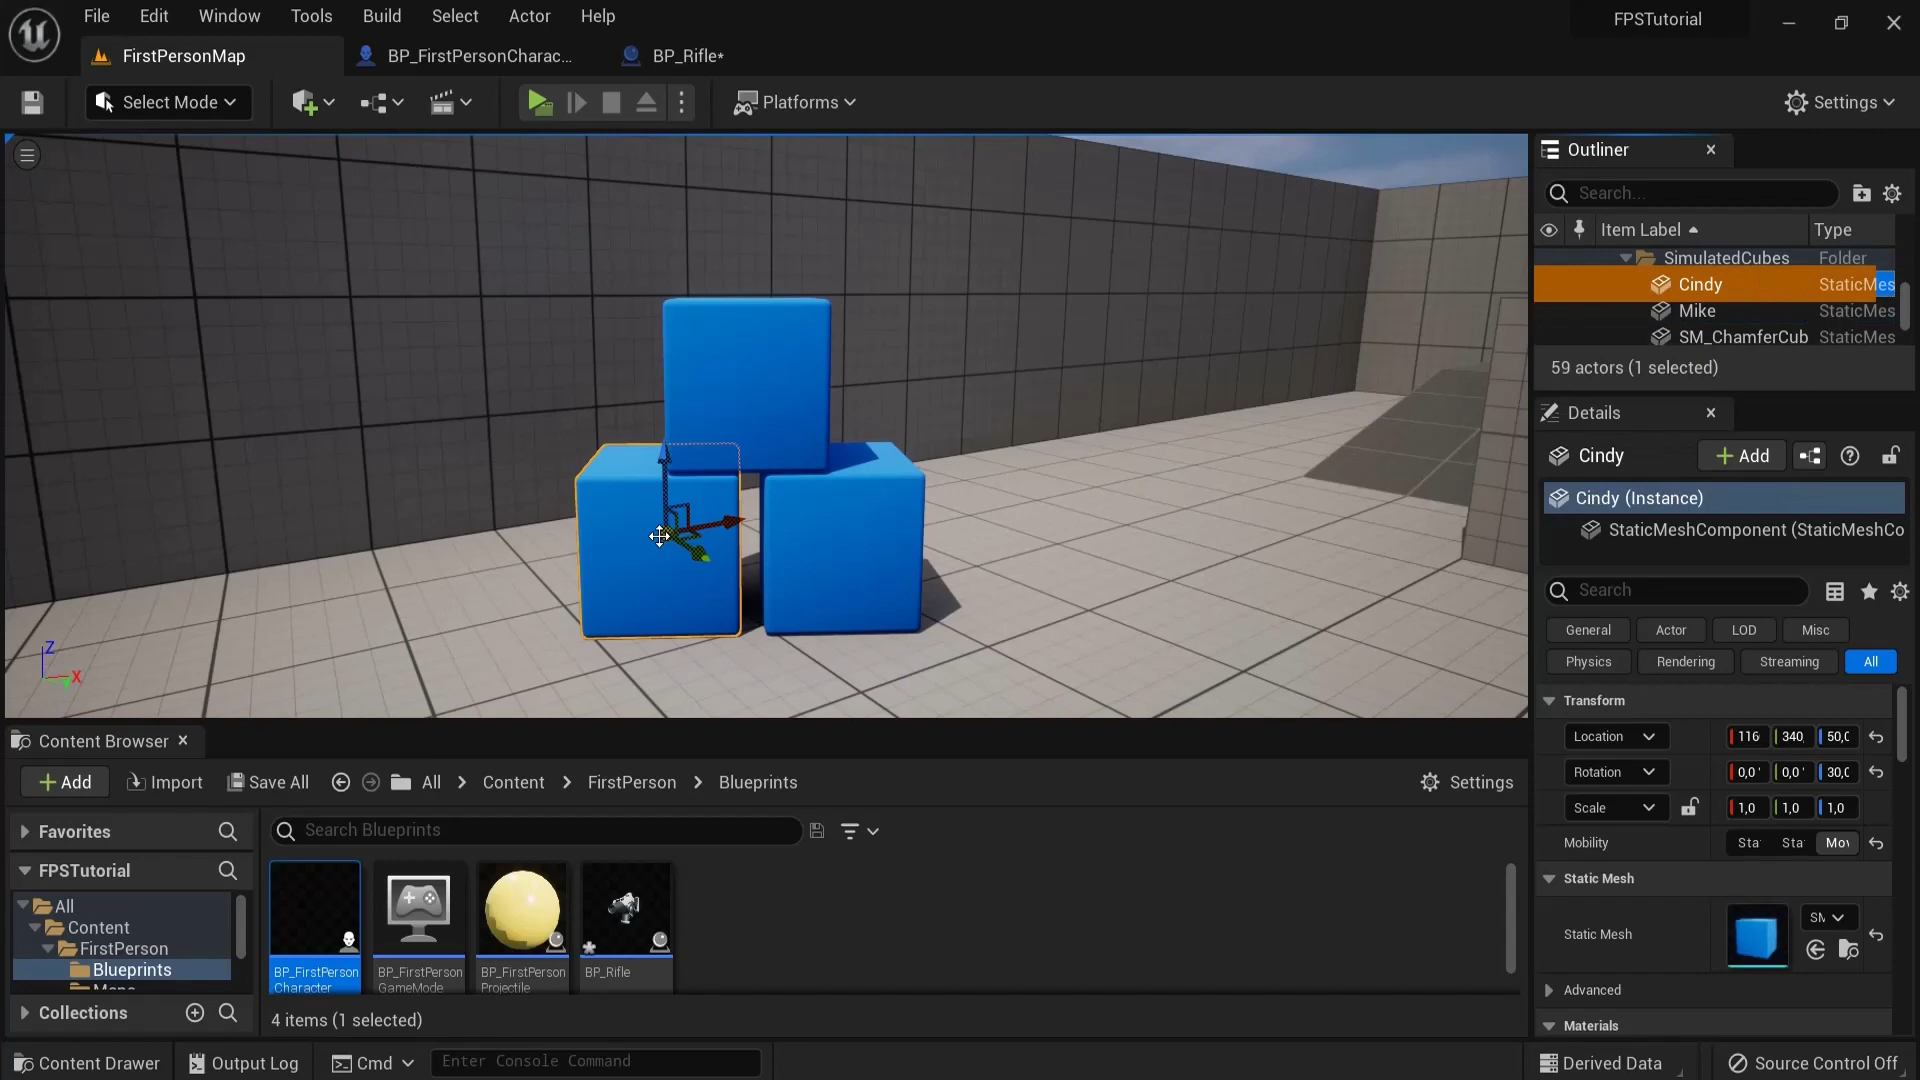 File Edit Window Tools Build Select Actor Help
FPSTutorial
FirstPersonMap
BP_FirstPersonCharac...
BP_Rifle*
Select Mode
Platforms
Settings
Outliner
Search...
Item Label
Type
SimulatedCubes Folder
Cindy StaticMes
Mike StaticMes
SM_ChamferCub StaticMes
59 actors (1 selected)
Details
Cindy
+ Add
Cindy (Instance)
StaticMeshComponent (StaticMeshCo
Search
General Actor LOD Misc
Physics Rendering Streaming All
Transform
Location 116 340, 50,0
Rotation 0,0 0,0 30,0
Scale 1,0 1,0 1,0
Mobility Sta Sta Mov
Static Mesh
Static Mesh
SM
Advanced
Materials
Z
X
Content Browser
+ Add
Import
Save All
All > Content > FirstPerson > Blueprints
Settings
Favorites
FPSTutorial
All
Content
FirstPerson
Blueprints
Collections
Search Blueprints
BP_FirstPerson
Character
BP_FirstPerson
GameMode
BP_FirstPerson
Projectile
BP_Rifle
4 items (1 selected)
Content Drawer
Output Log
Cmd
Enter Console Command
Derived Data
Source Control Off